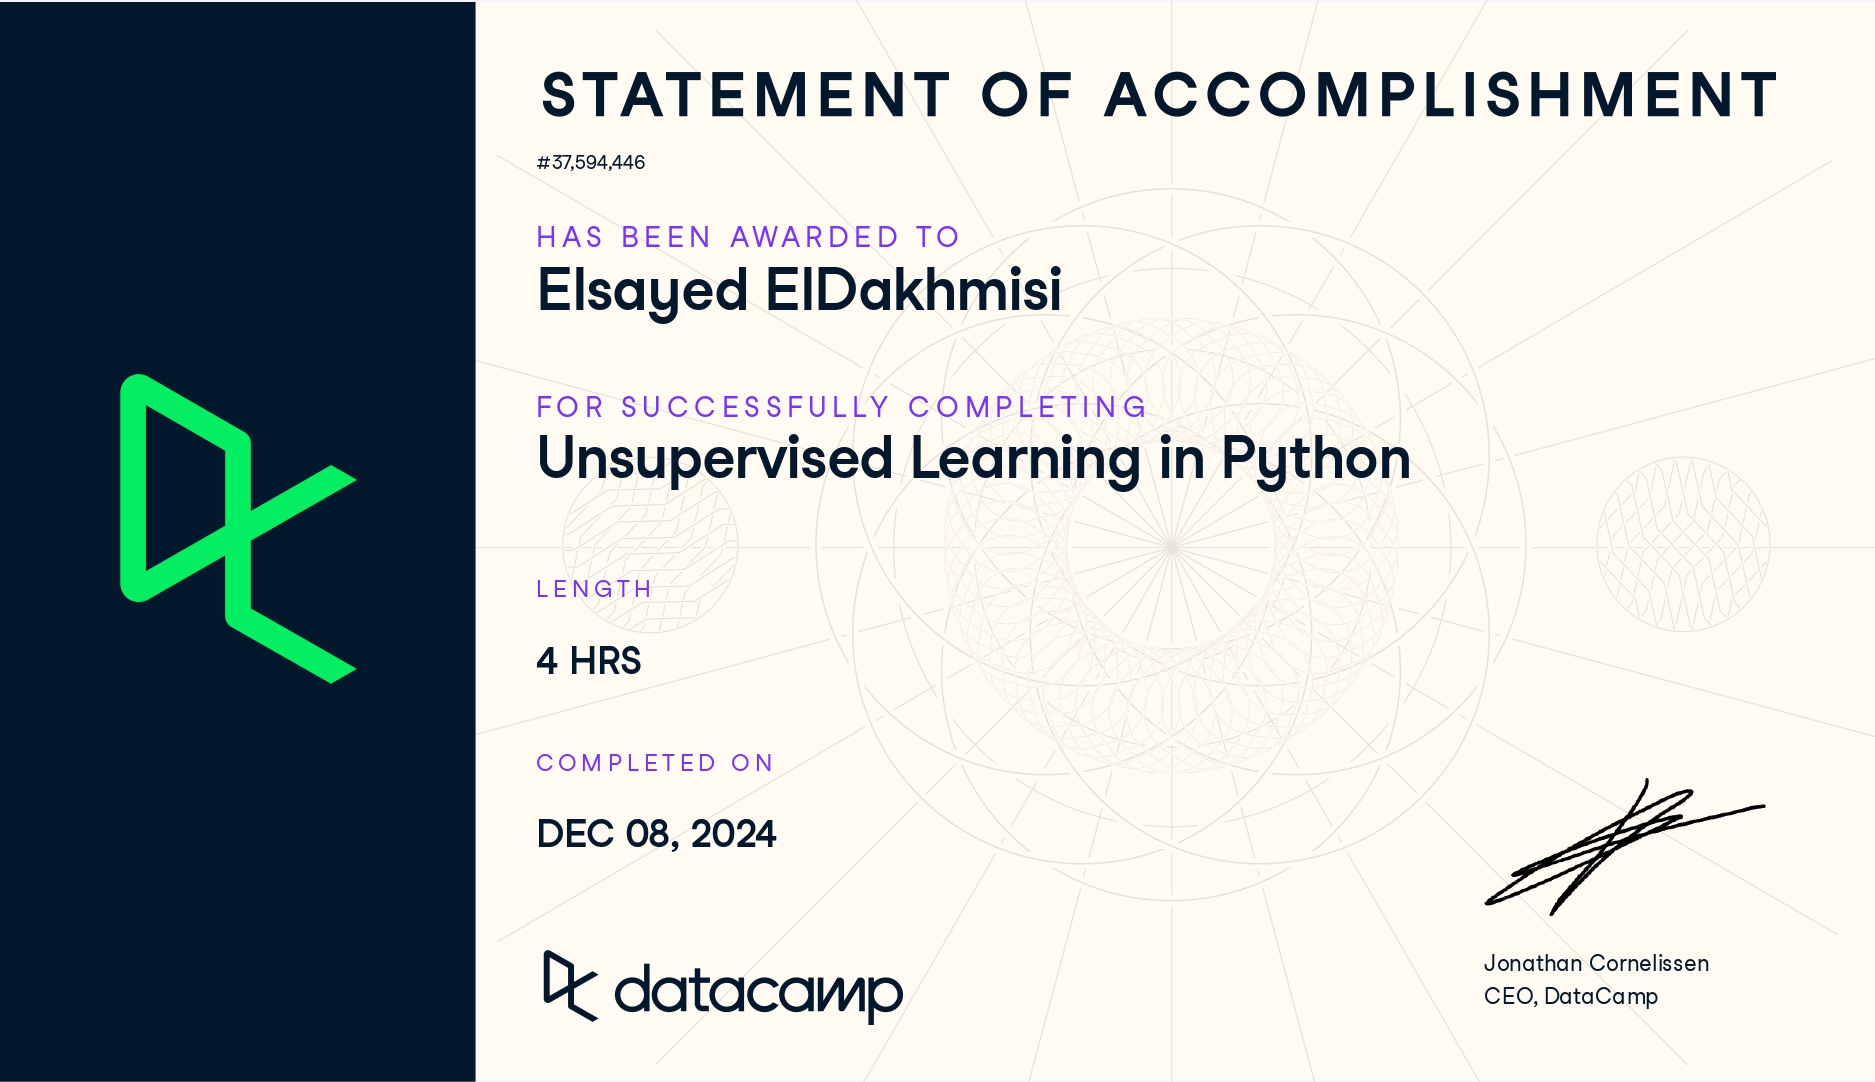 STATEMENT OF ACCOMPLISHMENT
#37,594,446
HAS BEEN AWARDED TO
Elsayed ElDakhmisi
FOR SUCCESSFULLY COMPLETING
Unsupervised Learning in Python
LENGTH
4 HRS
COMPLETED ON
DEC 08, 2024
datacamp
Jonathan Cornelissen
CEO, DataCamp